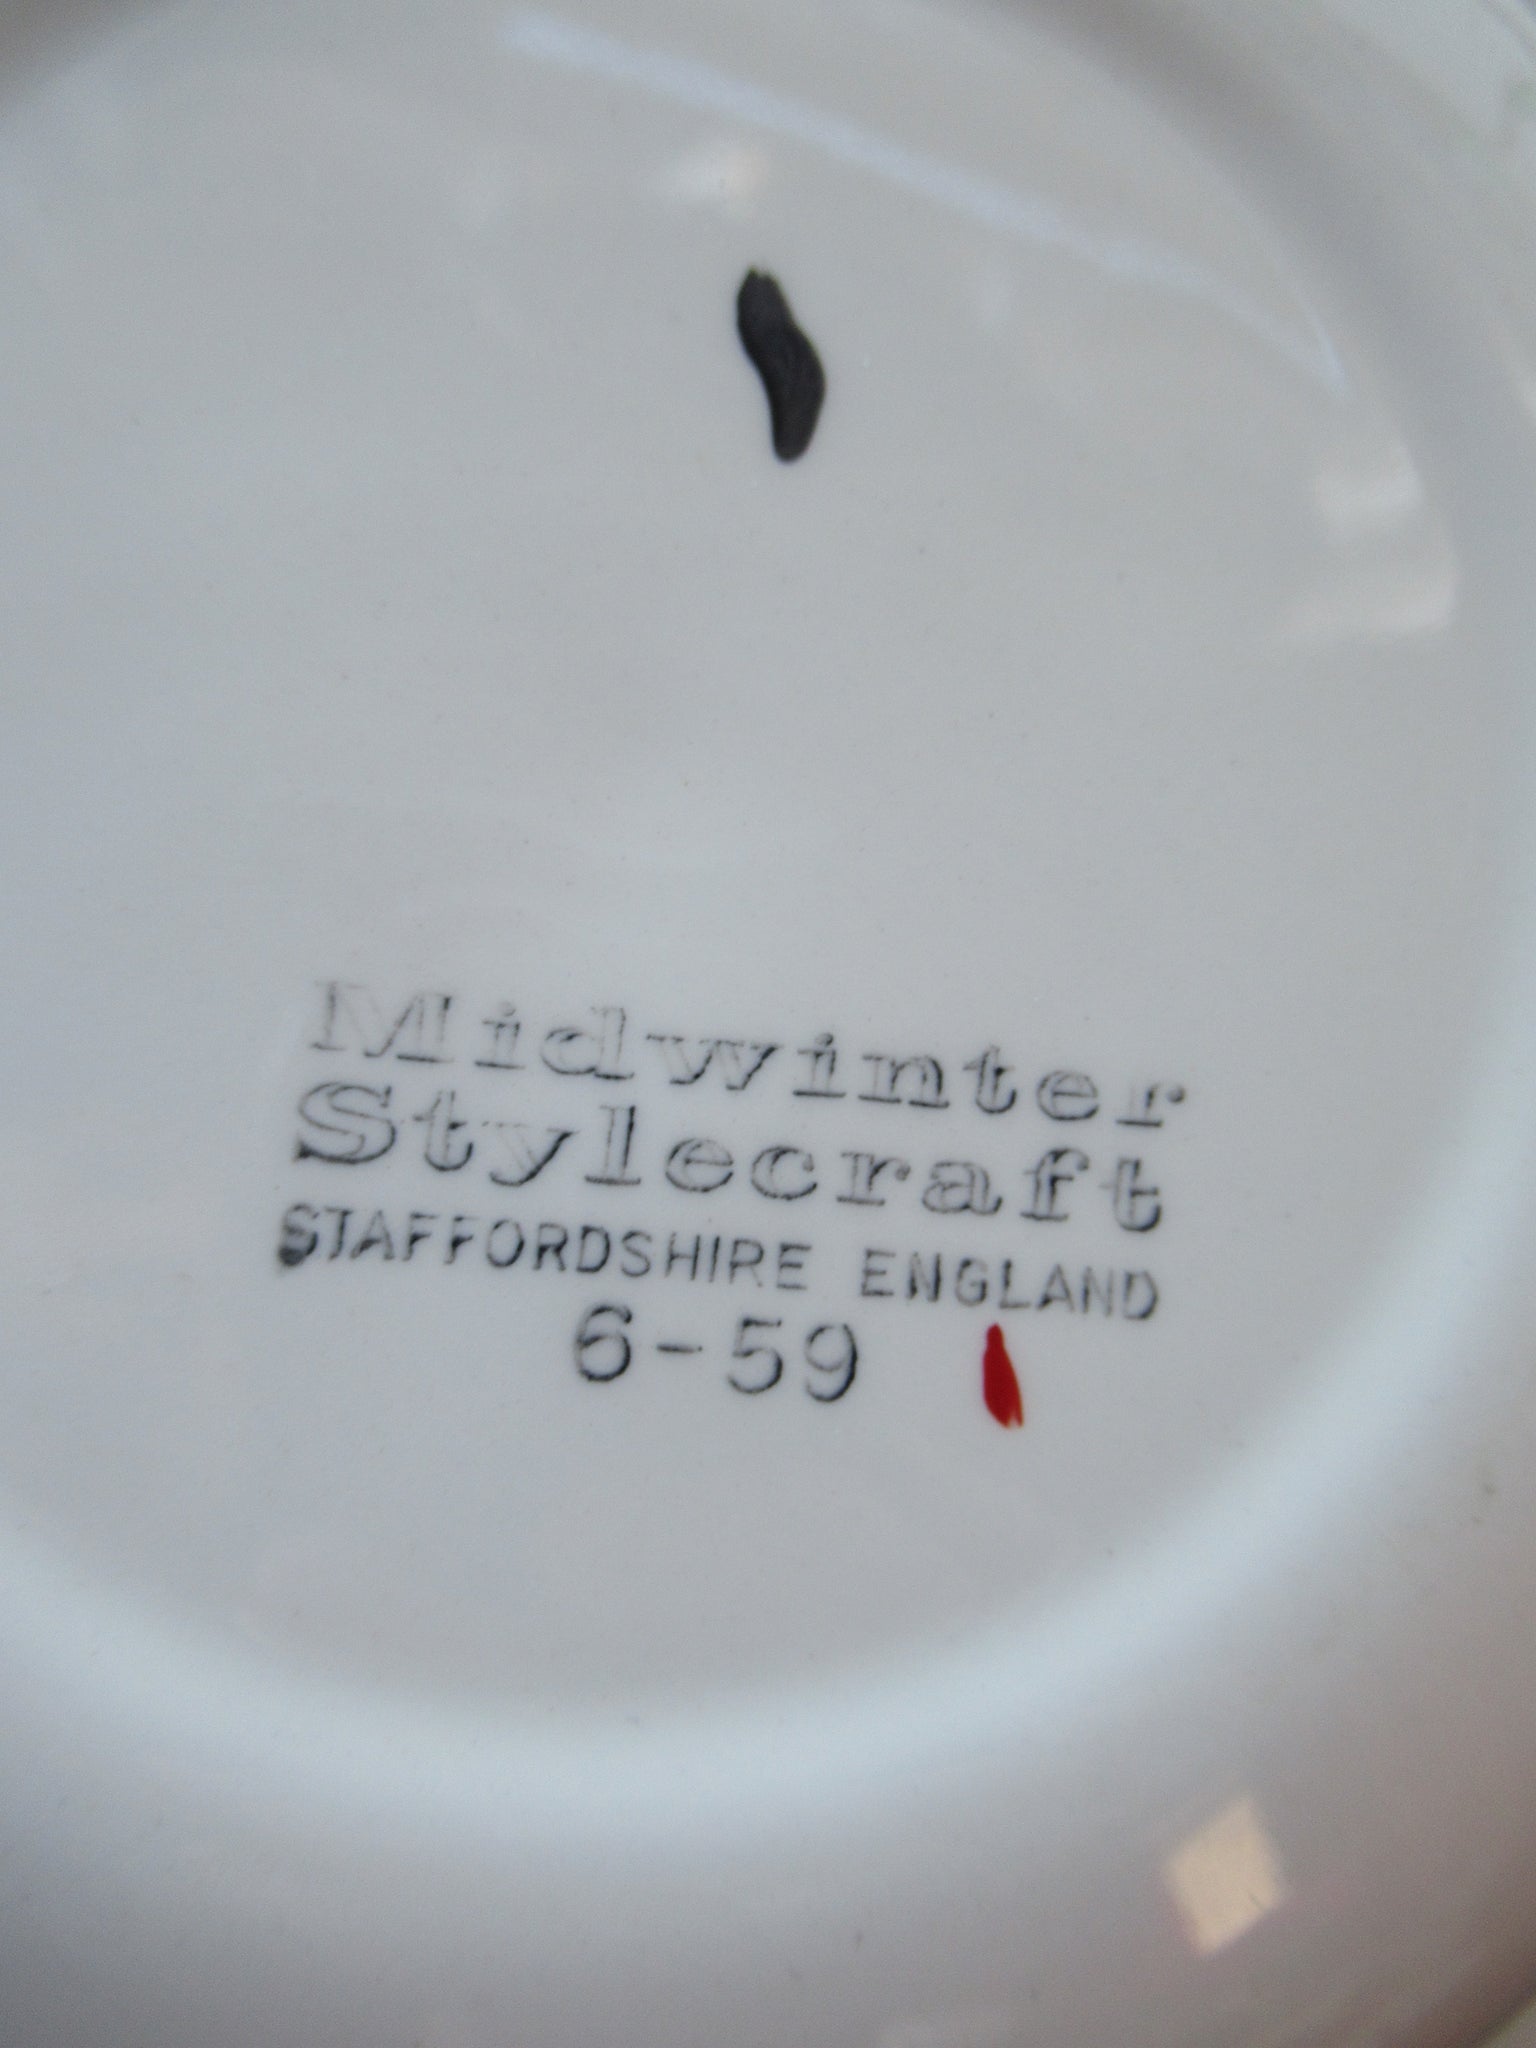 Midwinter
Stylecraft
STAFFORDSHIRE ENGLAND
6-59